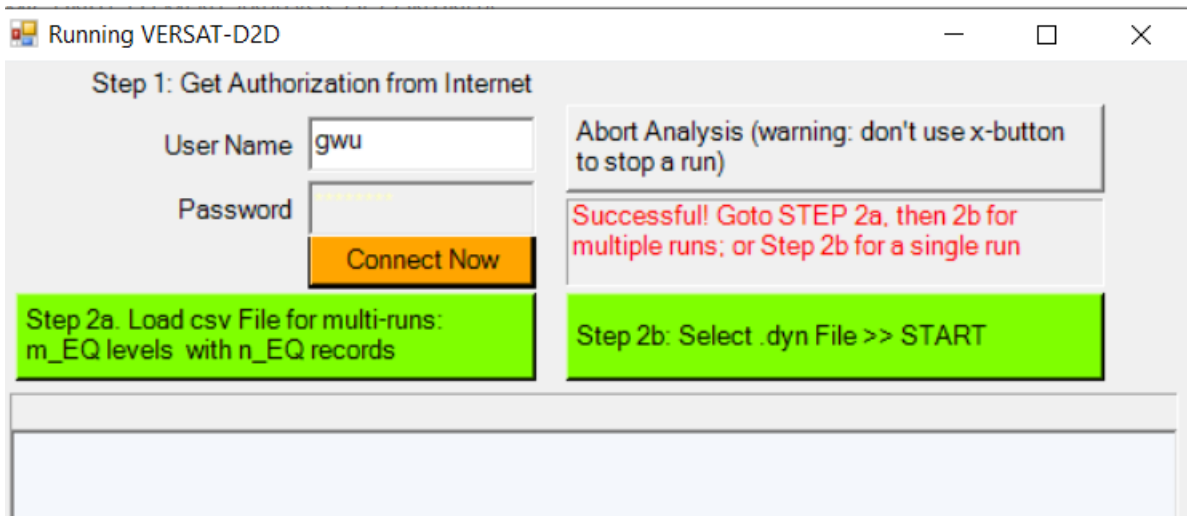 Running VERSAT-D2D
Step 1: Get Authorization from Internet
User Name
gwu
Password
********
Connect Now
Abort Analysis (warning: don't use x-button
to stop a run)
Successful! Goto STEP 2a, then 2b for
multiple runs; or Step 2b for a single run
Step 2a. Load csv File for multi-runs:
m_EQ levels with n_EQ records
Step 2b: Select .dyn File >> START